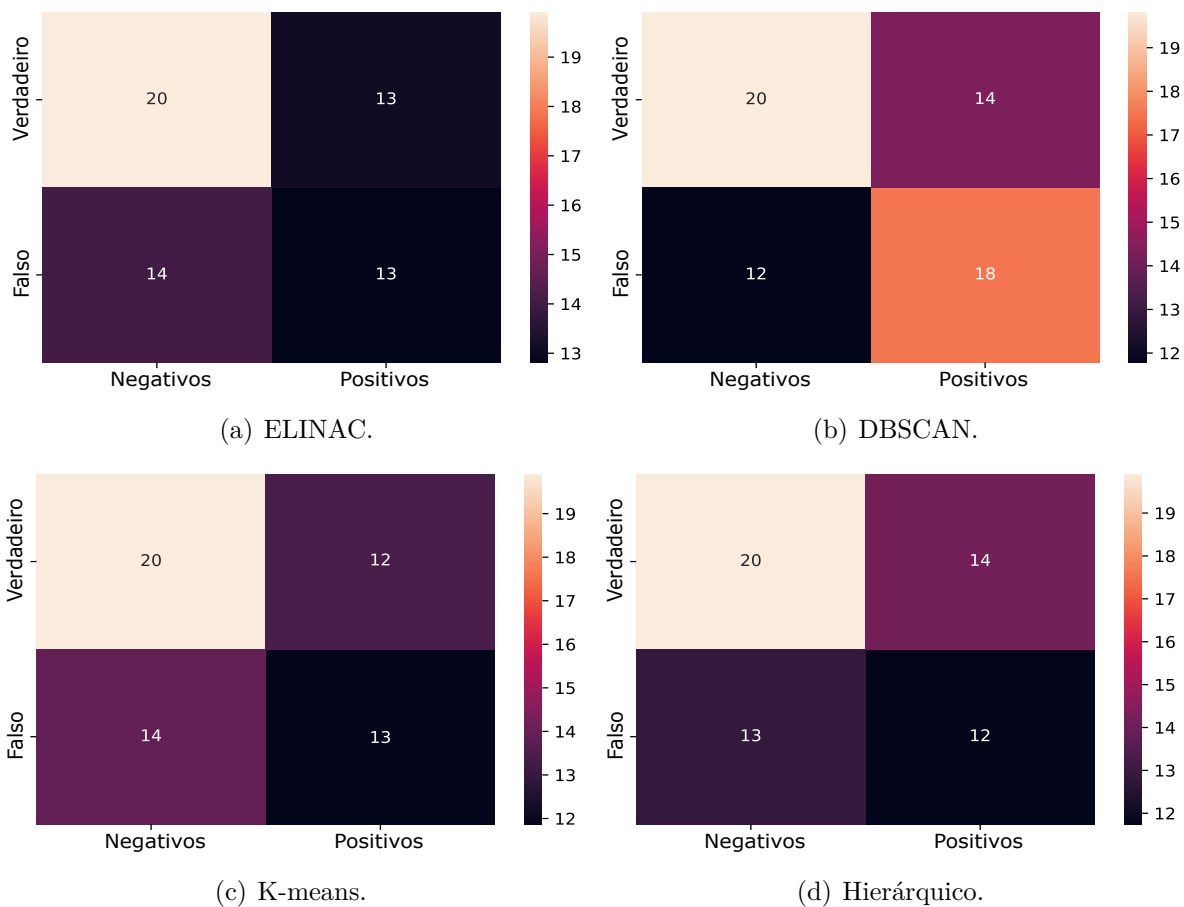 Verdadeiro
Falso
20
13
14
13
Negativos
Positivos
19
18
17
16
15
14
13
(a) ELINAC.
Verdadeiro
Falso
20
14
12
18
Negativos
Positivos
19
18
17
16
15
14
13
12
(b) DBSCAN.
Verdadeiro
Falso
20
12
14
13
Negativos
Positivos
19
18
17
16
15
14
13
12
(c) K-means.
Verdadeiro
Falso
20
14
13
12
Negativos
Positivos
19
18
17
16
15
14
13
12
(d) Hierárquico.